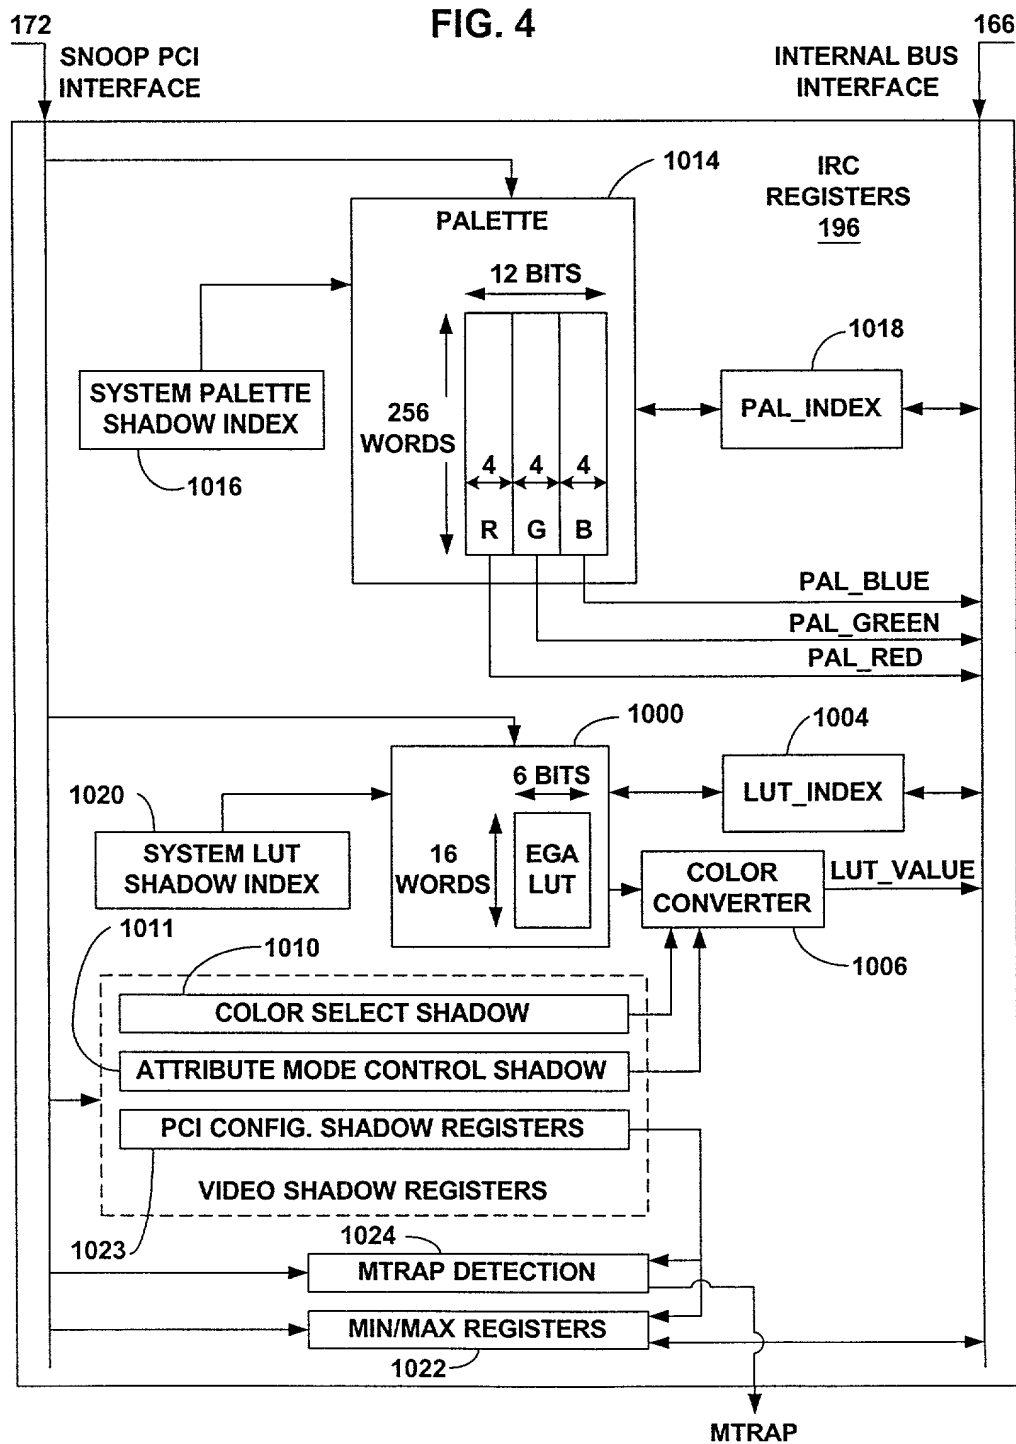 FIG. 4
172
166
SNOOP PCI
INTERFACE
INTERNAL BUS
INTERFACE
1014
IRC
REGISTERS
196
PALETTE
12 BITS
1018
SYSTEM PALETTE
SHADOW INDEX
256
WORDS
PAL_INDEX
1016
4 4 4
R G B
PAL_BLUE
PAL_GREEN
PAL_RED
1000
1004
6 BITS
LUT_INDEX
1020
SYSTEM LUT
SHADOW INDEX
16
WORDS
EGA
LUT
COLOR
CONVERTER
LUT_VALUE
1011
1010
1006
COLOR SELECT SHADOW
ATTRIBUTE MODE CONTROL SHADOW
PCI CONFIG. SHADOW REGISTERS
VIDEO SHADOW REGISTERS
1023
1024
MTRAP DETECTION
MIN/MAX REGISTERS
1022
MTRAP